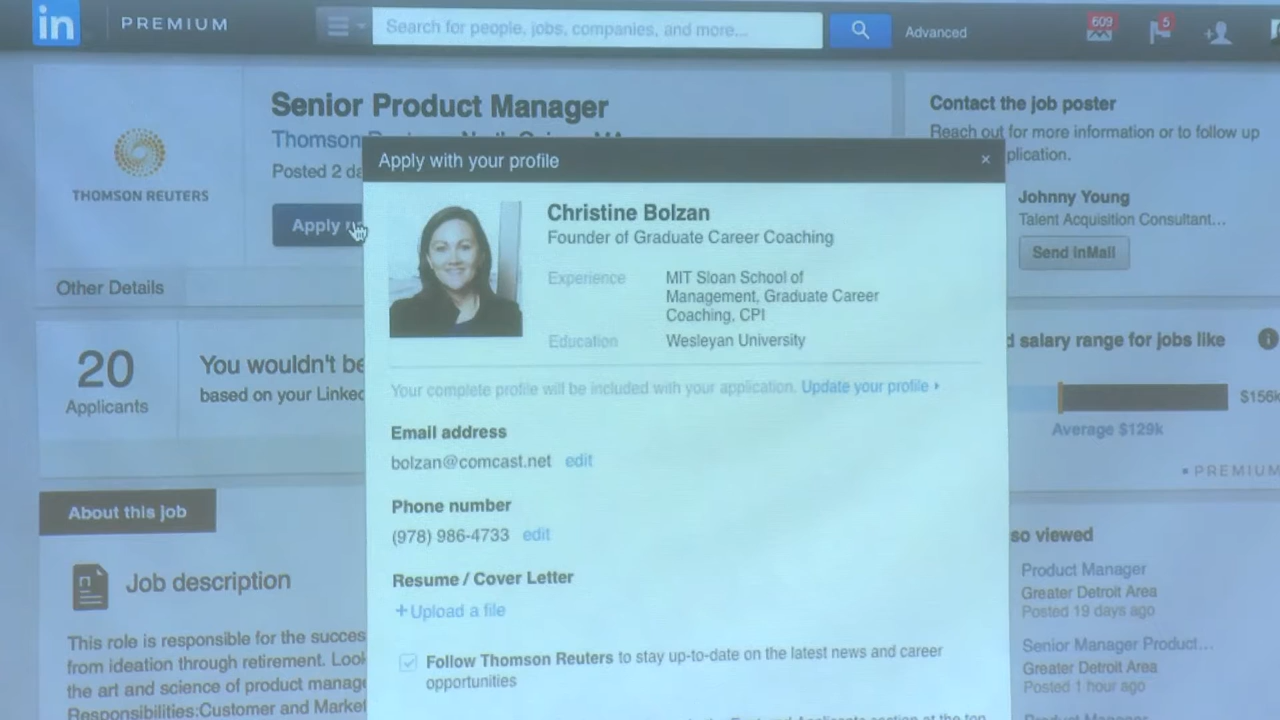 in PREMIUM
Search for people, jobs, companies, and more...
Advanced
609
5
Senior Product Manager
Thomson
Posted 2 da
Apply
THOMSON REUTERS
Other Details
20
Applicants
You wouldn't be
based on your Linked
About this job
Job description
This role is responsible for the succes
from ideation through retirement. Look
the art and science of product manage
Responsibilities:Customer and Market
Apply with your profile
×
Christine Bolzan
Founder of Graduate Career Coaching
Experience
MIT Sloan School of
Management, Graduate Career
Coaching, CPI
Education
Wesleyan University
Your complete profile will be included with your application. Update your profile
Email address
bolzan@comcast.net edit
Phone number
(978) 986-4733 edit
Resume / Cover Letter
+Upload a file
Follow Thomson Reuters to stay up-to-date on the latest news and career
opportunities
Contact the job poster
Reach out for more information or to follow up
plication.
Johnny Young
Talent Acquisition Consultant...
Send InMail
d salary range for jobs like
$156k
Average $129k
PREMIUM
so viewed
Product Manager
Greater Detroit Area
Posted 19 days ago
Senior Manager Product...
Greater Detroit Area
Posted 1 hour ago
Product Manager